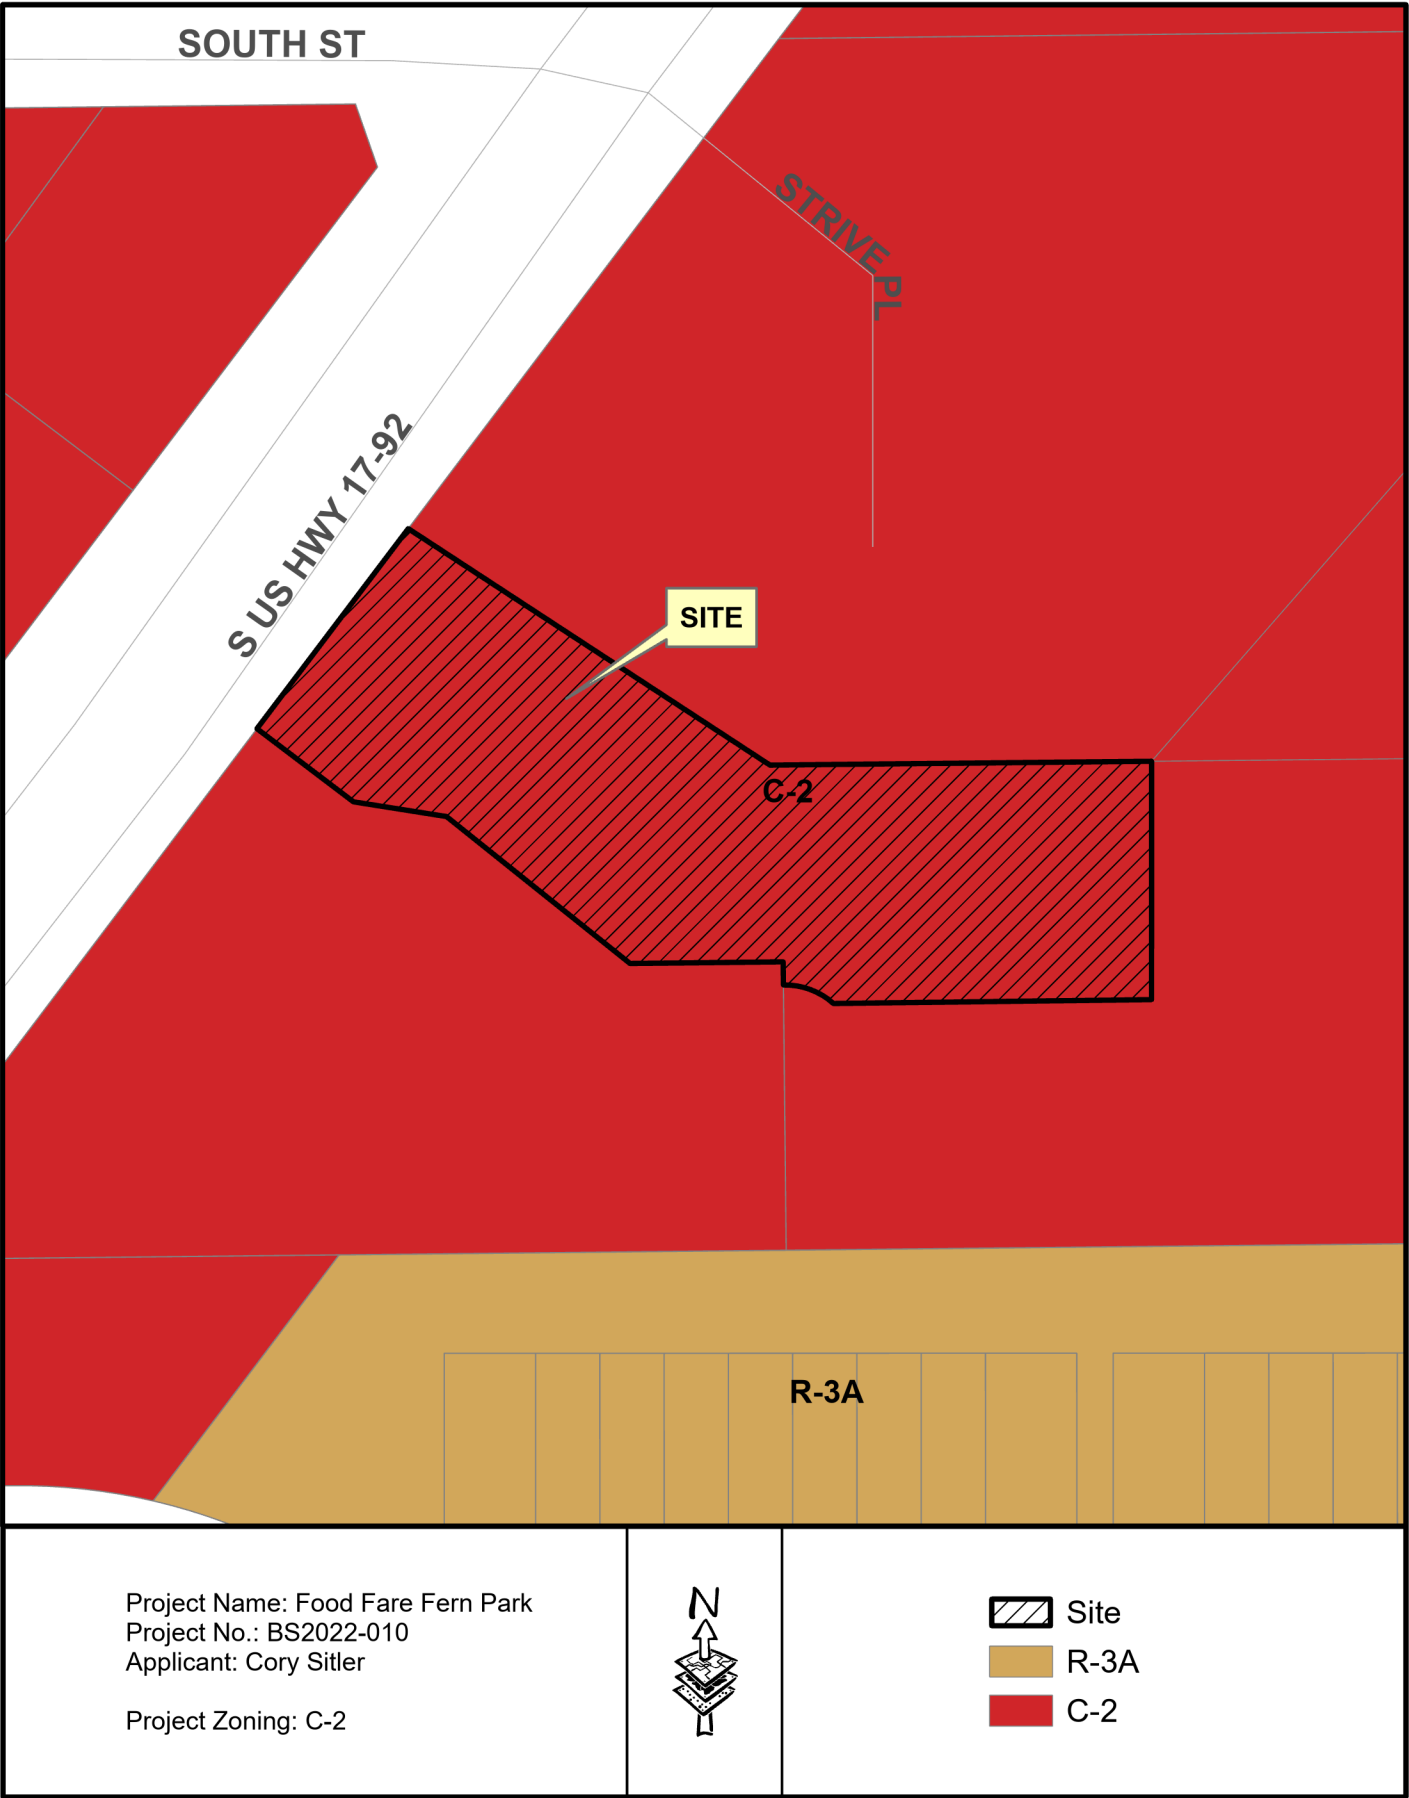 SOUTH ST
STRIVE PL
S US HWY 17-92
SITE
C-2
R-3A
Project Name: Food Fare Fern Park
Project No.: BS2022-010
Applicant: Cory Sitler
Project Zoning: C-2
N
Site
R-3A
C-2